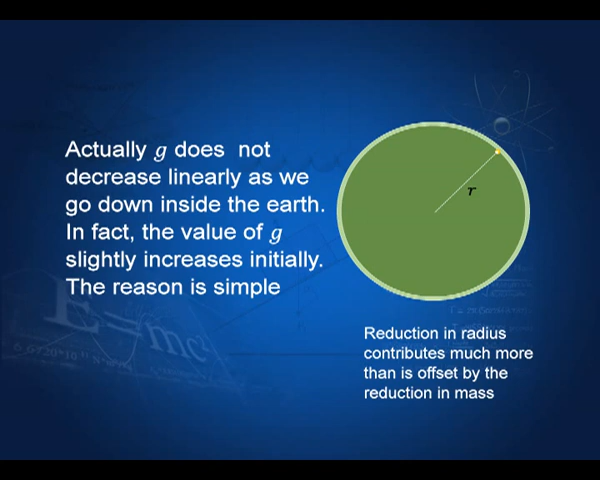 Actually g does not
decrease linearly as we
go down inside the earth.
In fact, the value of g
slightly increases initially.
The reason is simple
r
Reduction in radius
contributes much more
than is offset by the
reduction in mass
E=mc²